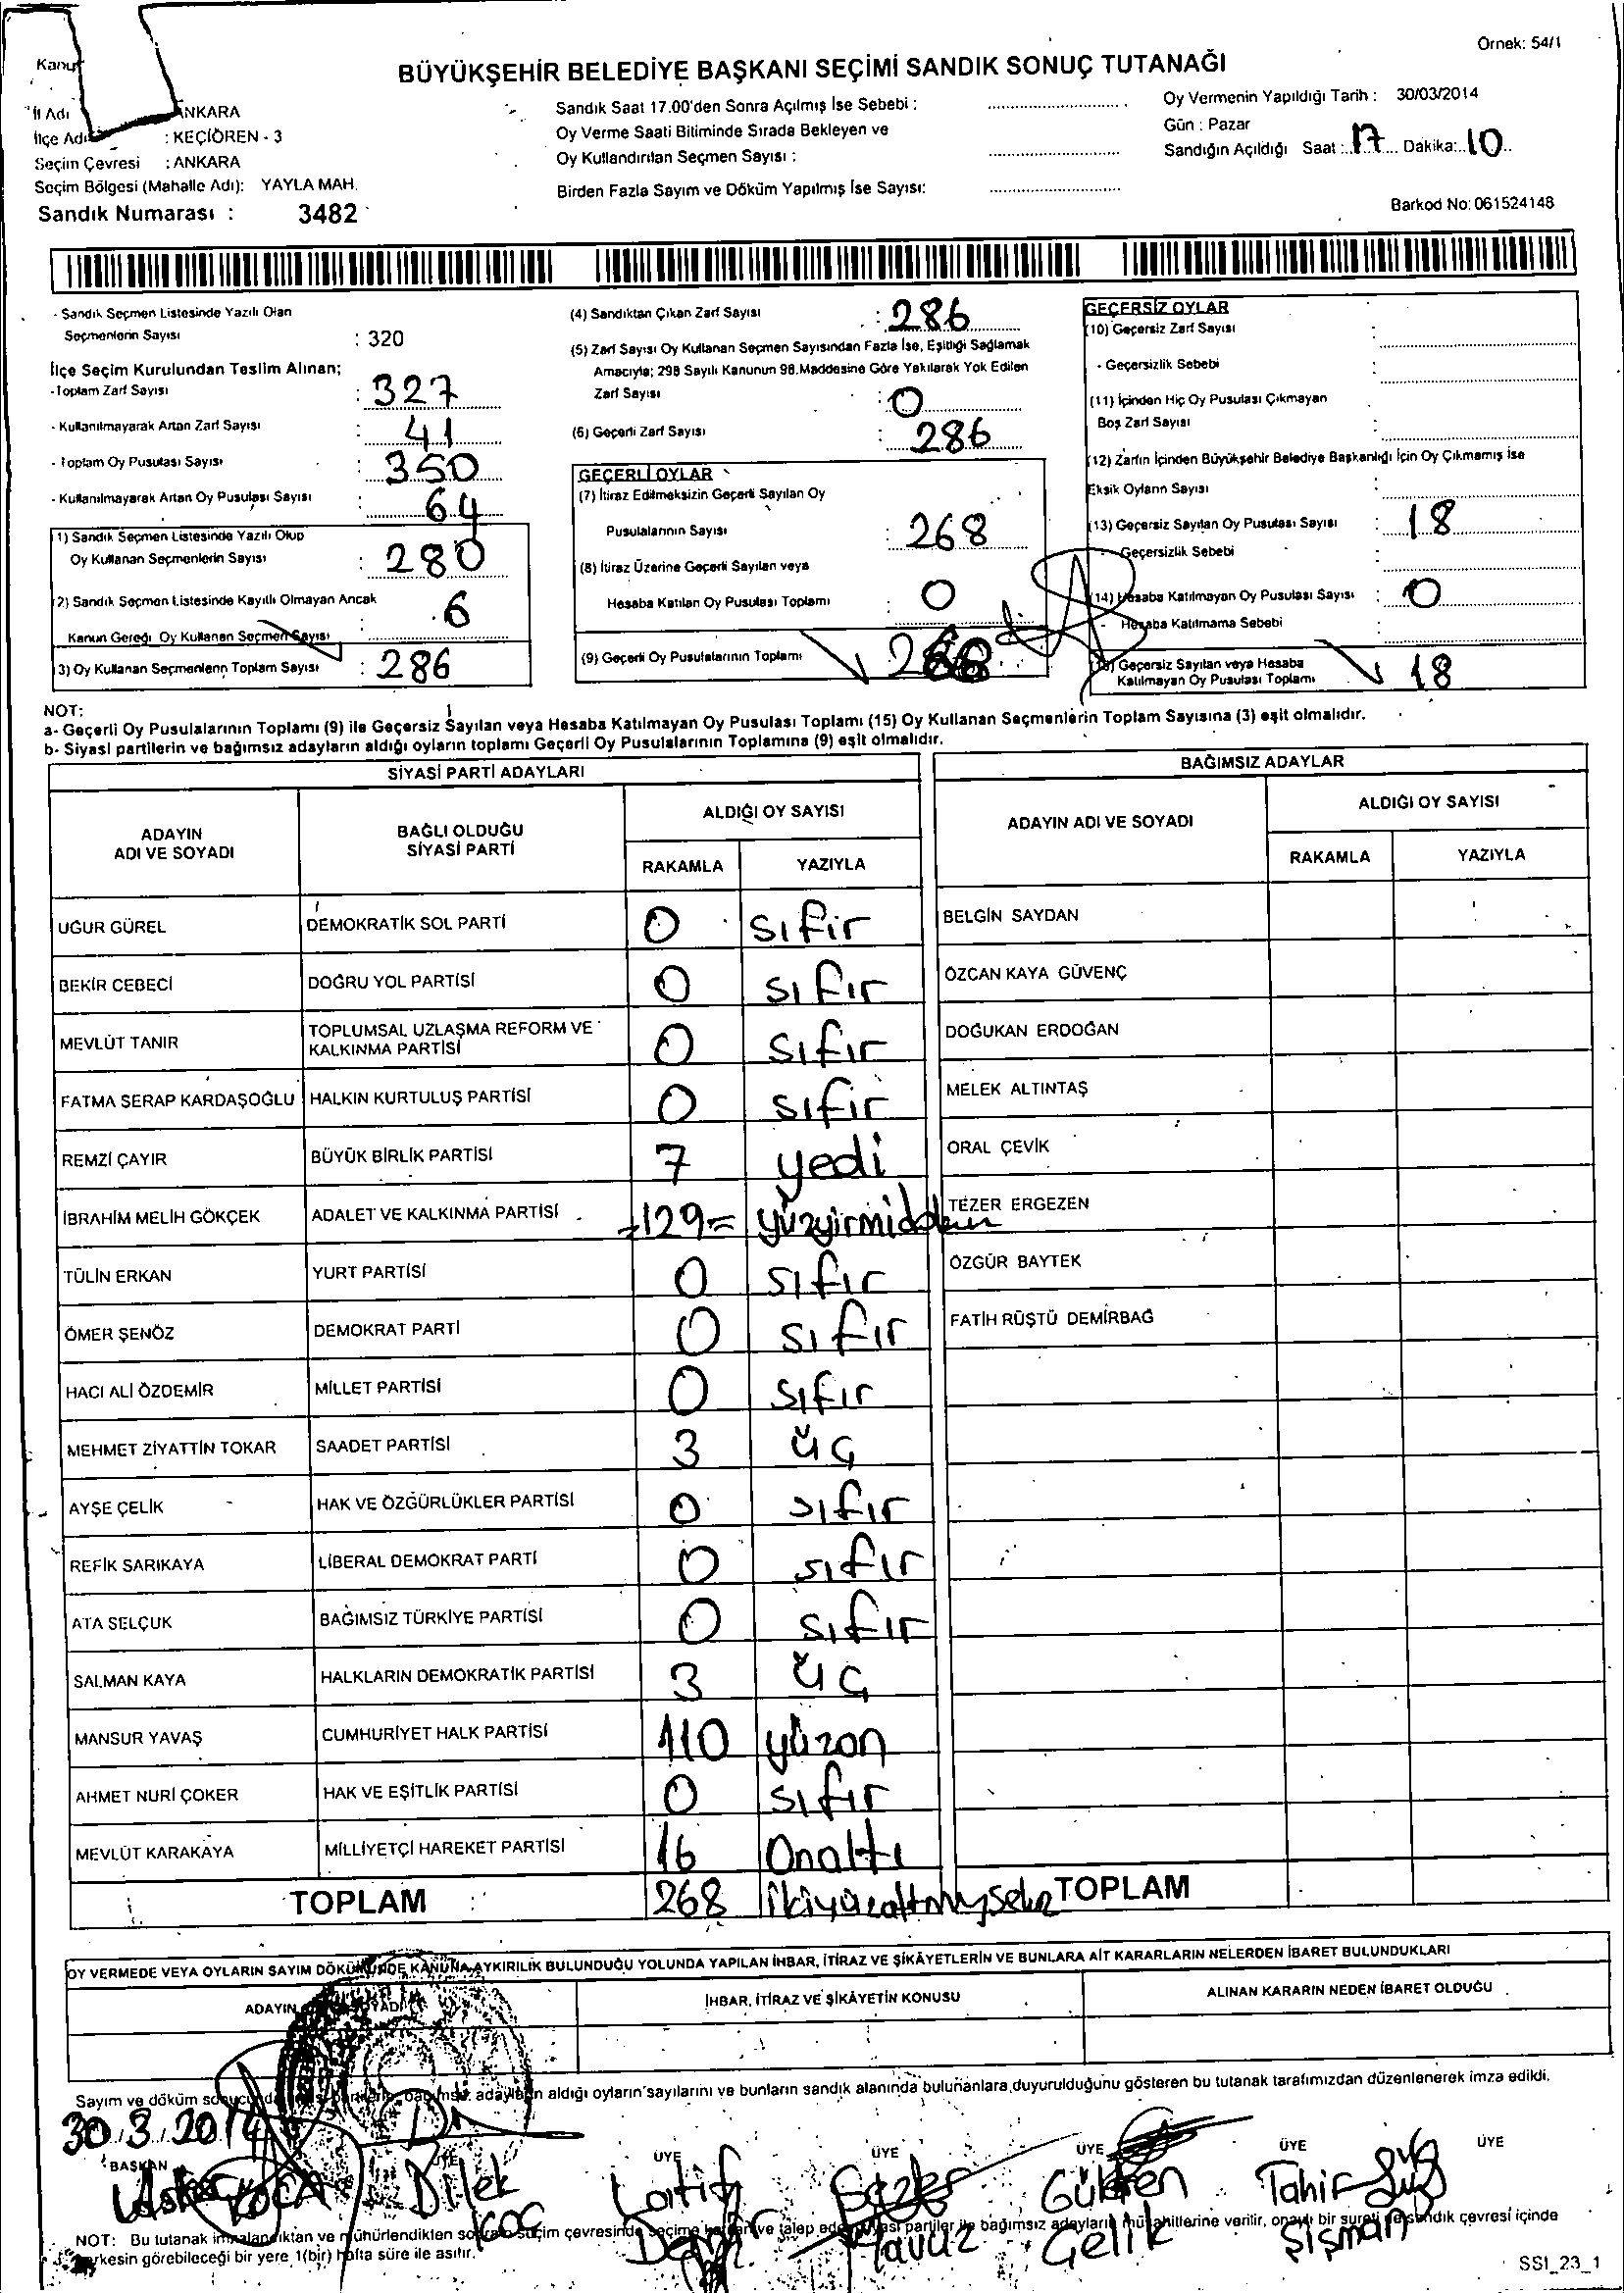 Örnek: 54/1
Kanu
BÜYÜKŞEHİR BELEDİYE BAŞKANI SEÇİMİ SANDIK SONUÇ TUTANAĞI
İl Adı ANKARA
İlçe Adı : KEÇİÖREN - 3
Seçim Çevresi : ANKARA
Seçim Bölgesi (Mahalle Adı): YAYLA MAH.
Sandık Numarası : 3482
Sandık Saat 17.00'den Sonra Açılmış İse Sebebi :
Oy Verme Saati Bitiminde Sırada Bekleyen ve
Oy Kullandırılan Seçmen Sayısı :
Birden Fazla Sayım ve Döküm Yapılmış İse Sayısı:
Oy Vermenin Yapıldığı Tarih : 30/03/2014
Gün : Pazar
Sandığın Açıldığı Saat : 17 Dakika: 10
Barkod No: 061524148
- Sandık Seçmen Listesinde Yazılı Olan
Seçmenlerin Sayısı : 320
İlçe Seçim Kurulundan Teslim Alınan;
- Toplam Zarf Sayısı : 327
- Kullanılmayarak Artan Zarf Sayısı : 41
- Toplam Oy Pusulası Sayısı : 350
- Kullanılmayarak Artan Oy Pusulası Sayısı : 64
1) Sandık Seçmen Listesinde Yazılı Olup
Oy Kullanan Seçmenlerin Sayısı : 280
2) Sandık Seçmen Listesinde Kayıtlı Olmayan Ancak
Kanun Gereği Oy Kullanan Seçmen Sayısı 6
3) Oy Kullanan Seçmenlerin Toplam Sayısı : 286
(4) Sandıktan Çıkan Zarf Sayısı : 286
(5) Zarf Sayısı Oy Kullanan Seçmen Sayısından Fazla İse, Eşitliği Sağlamak
Amacıyla; 298 Sayılı Kanunun 98.Maddesine Göre Yakılarak Yok Edilen
Zarf Sayısı : 0
(6) Geçerli Zarf Sayısı : 286
GEÇERLİ OYLAR
(7) İtiraz Edilmeksizin Geçerli Sayılan Oy
Pusulalarının Sayısı : 268
(8) İtiraz Üzerine Geçerli Sayılan veya
Hesaba Katılan Oy Pusulası Toplamı : 0
(9) Geçerli Oy Pusulalarının Toplamı 268
GEÇERSİZ OYLAR
(10) Geçersiz Zarf Sayısı :
- Geçersizlik Sebebi :
(11) İçinden Hiç Oy Pusulası Çıkmayan
Boş Zarf Sayısı :
(12) Zarfın İçinden Büyükşehir Belediye Başkanlığı İçin Oy Çıkmamış İse
Eksik Oyların Sayısı :
(13) Geçersiz Sayılan Oy Pusulası Sayısı : 18
Geçersizlik Sebebi :
(14) Hesaba Katılmayan Oy Pusulası Sayısı : 0
- Hesaba Katılmama Sebebi :
(15) Geçersiz Sayılan veya Hesaba
Katılmayan Oy Pusulası Toplamı 18
NOT:
a- Geçerli Oy Pusulalarının Toplamı (9) ile Geçersiz Sayılan veya Hesaba Katılmayan Oy Pusulası Toplamı (15) Oy Kullanan Seçmenlerin Toplam Sayısına (3) eşit olmalıdır.
b- Siyasi partilerin ve bağımsız adayların aldığı oyların toplamı Geçerli Oy Pusulalarının Toplamına (9) eşit olmalıdır.
SİYASİ PARTİ ADAYLARI
ADAYIN ADI VE SOYADI BAĞLI OLDUĞU SİYASİ PARTİ ALDIĞI OY SAYISI
RAKAMLA YAZIYLA
UĞUR GÜREL DEMOKRATİK SOL PARTİ 0 sıfır
BEKİR CEBECİ DOĞRU YOL PARTİSİ 0 sıfır
MEVLÜT TANIR TOPLUMSAL UZLAŞMA REFORM VE KALKINMA PARTİSİ 0 sıfır
FATMA SERAP KARDAŞOĞLU HALKIN KURTULUŞ PARTİSİ 0 sıfır
REMZİ ÇAYIR BÜYÜK BİRLİK PARTİSİ 7 yedi
İBRAHİM MELİH GÖKÇEK ADALET VE KALKINMA PARTİSİ =129= yüzyirmidokuz
TÜLİN ERKAN YURT PARTİSİ 0 sıfır
ÖMER ŞENÖZ DEMOKRAT PARTİ 0 sıfır
HACI ALİ ÖZDEMİR MİLLET PARTİSİ 0 sıfır
MEHMET ZİYATTİN TOKAR SAADET PARTİSİ 3 üç
AYŞE ÇELİK HAK VE ÖZGÜRLÜKLER PARTİSİ 0 sıfır
REFİK SARIKAYA LİBERAL DEMOKRAT PARTİ 0 sıfır
ATA SELÇUK BAĞIMSIZ TÜRKİYE PARTİSİ 0 sıfır
SALMAN KAYA HALKLARIN DEMOKRATİK PARTİSİ 3 üç
MANSUR YAVAŞ CUMHURİYET HALK PARTİSİ 110 yüzon
AHMET NURİ ÇOKER HAK VE EŞİTLİK PARTİSİ 0 sıfır
MEVLÜT KARAKAYA MİLLİYETÇİ HAREKET PARTİSİ 16 Onaltı
TOPLAM : 268
BAĞIMSIZ ADAYLAR
ADAYIN ADI VE SOYADI ALDIĞI OY SAYISI
RAKAMLA YAZIYLA
BELGİN SAYDAN
ÖZCAN KAYA GÜVENÇ
DOĞUKAN ERDOĞAN
MELEK ALTINTAŞ
ORAL ÇEVİK
TEZER ERGEZEN
ÖZGÜR BAYTEK
FATİH RÜŞTÜ DEMİRBAĞ
TOPLAM
OY VERMEDE VEYA OYLARIN SAYIM DÖKÜMÜNDE KANUNA AYKIRILIK BULUNDUĞU YOLUNDA YAPILAN İHBAR, İTİRAZ VE ŞİKÂYETLERİN VE BUNLARA AİT KARARLARIN NELERDEN İBARET BULUNDUKLARI
ADAYIN SOYADI İHBAR, İTİRAZ VE ŞİKÂYETİN KONUSU ALINAN KARARIN NEDEN İBARET OLDUĞU
Sayım ve döküm sonucunda bağımsız adayların aldığı oyların sayılarını ve bunların sandık alanında bulunanlara duyurulduğunu gösteren bu tutanak tarafımızdan düzenlenerek imza edildi.
30.3.2014
BAŞKAN ÜYE ÜYE ÜYE ÜYE ÜYE
Dilek Latif Sezer Gülten Tahir
KOÇ Yavuz Çelik Şişman
NOT: Bu tutanak imzalandıktan ve mühürlendikten sonra seçim çevresinde seçime katılan ve talep eden siyasi partiler ile bağımsız adayların müşahitlerine verilir, onaylı bir sureti de sandık çevresi içinde
herkesin görebileceği bir yere 1(bir) hafta süre ile asılır.
SSI_23_1